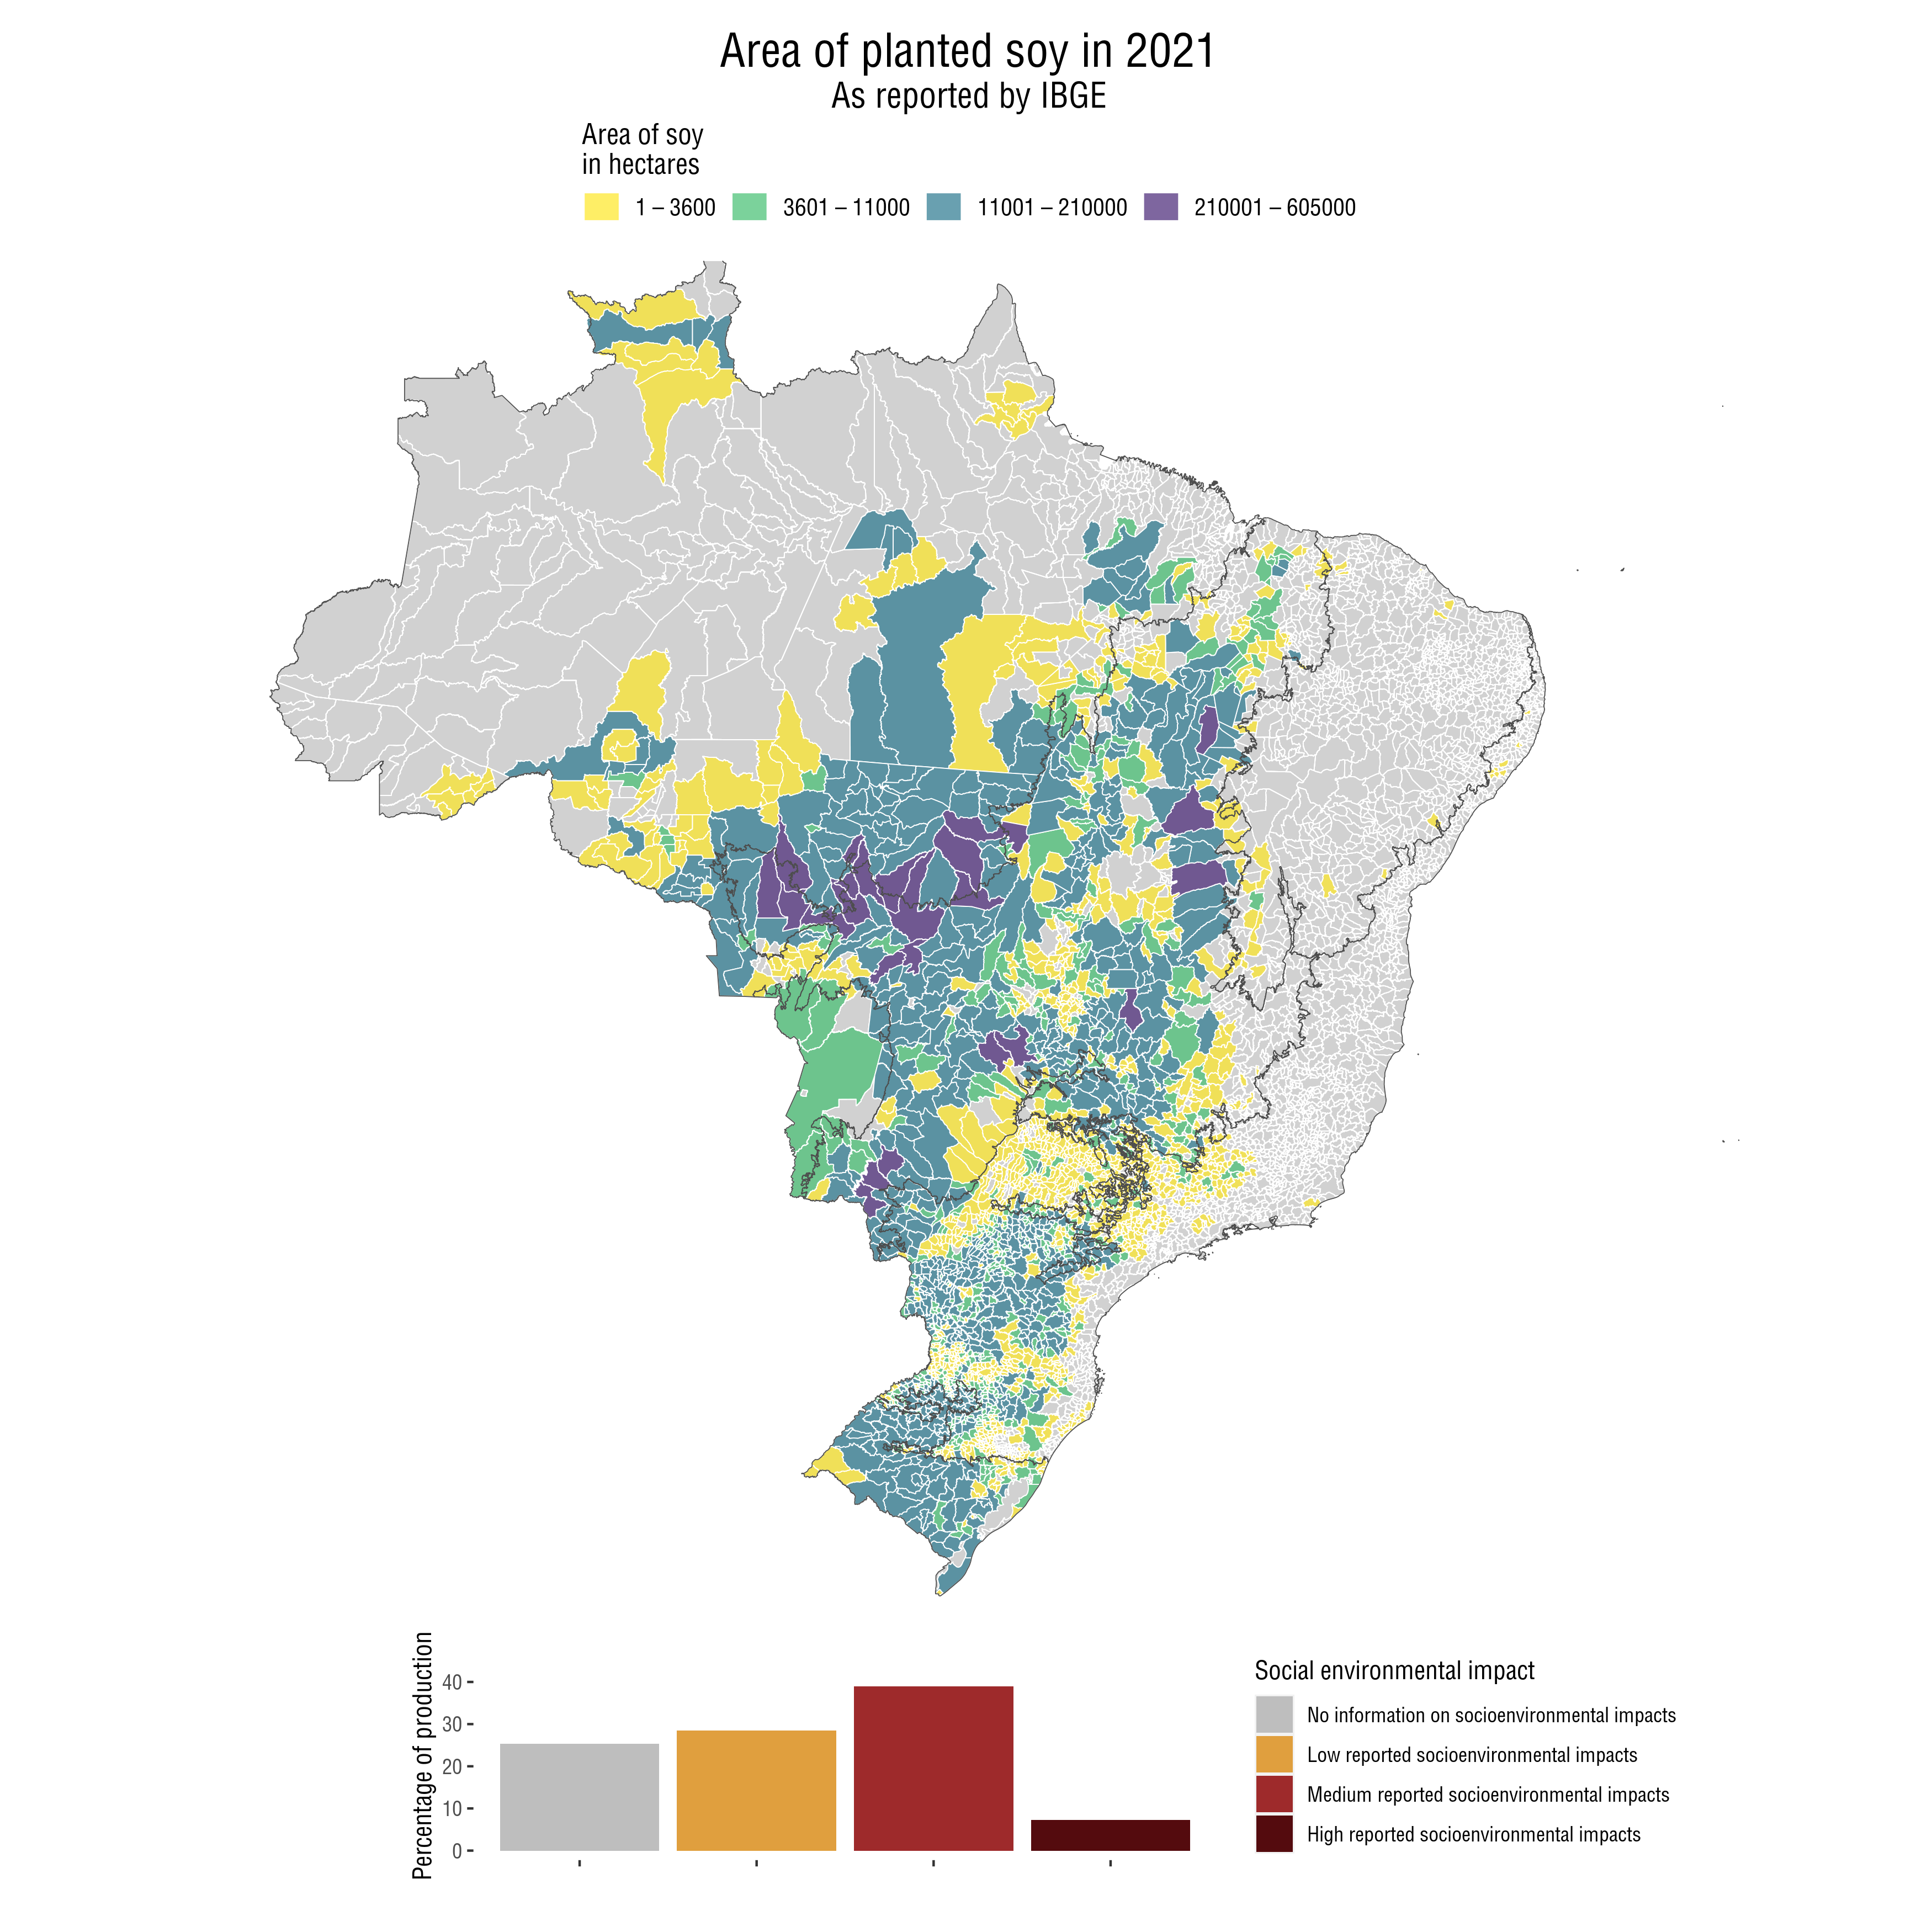 Area of planted soy in 2021
As reported by IBGE
Area of soy
in hectares
1 – 3600
3601 – 11000
11001 – 210000
210001 – 605000
Percentage of production
40
30
20
10
0
Social environmental impact
No information on socioenvironmental impacts
Low reported socioenvironmental impacts
Medium reported socioenvironmental impacts
High reported socioenvironmental impacts